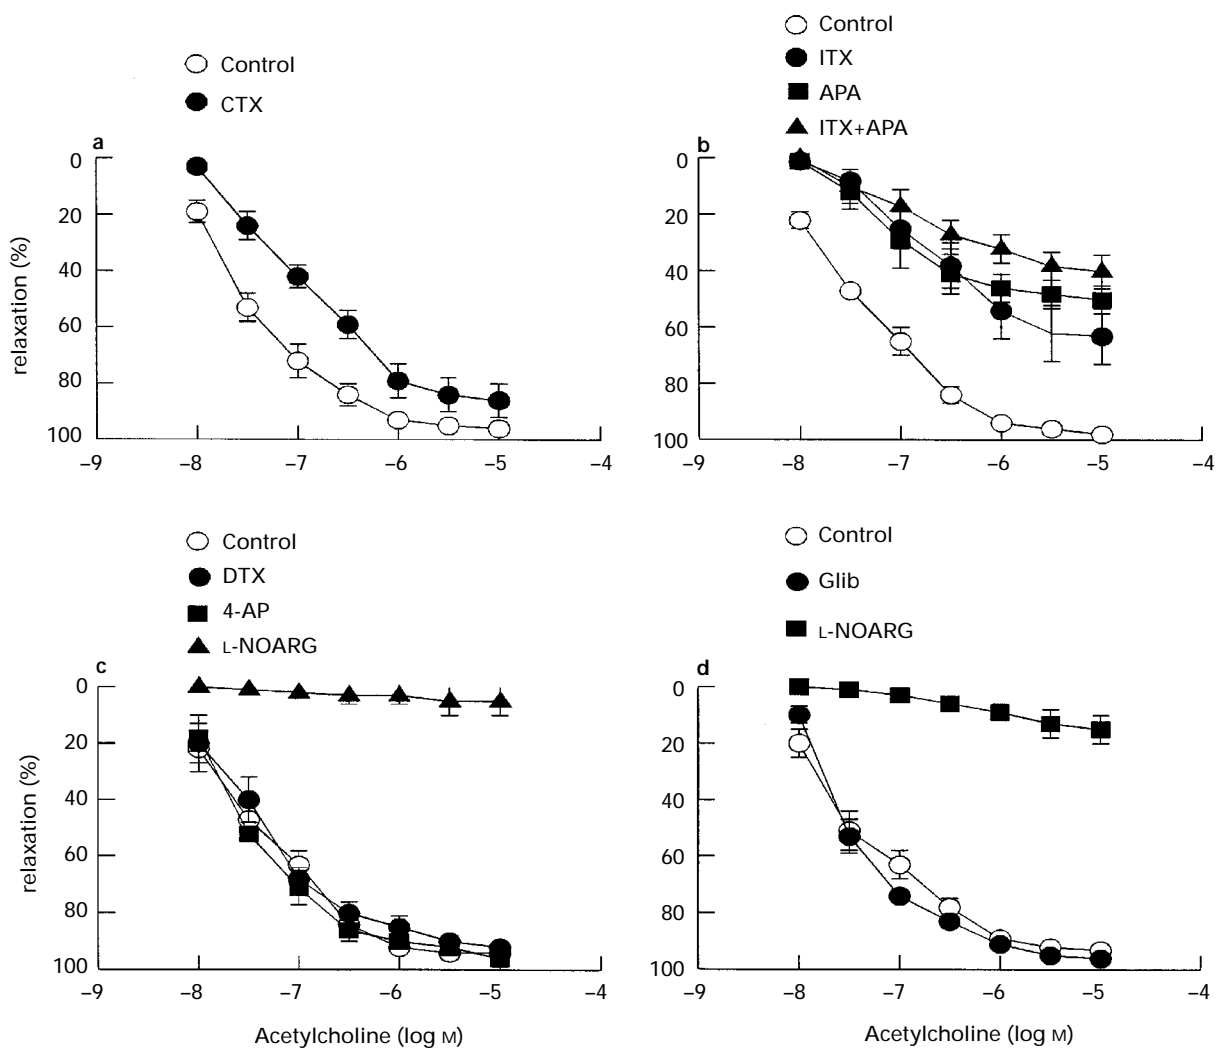 Control
CTX
a
0
20
40
60
80
100
relaxation (%)
−9 −8 −7 −6 −5 −4
Control
ITX
APA
ITX+APA
b
0
20
40
60
80
100
−9 −8 −7 −6 −5 −4
Control
DTX
4-AP
L-NOARG
c
0
20
40
60
80
100
relaxation (%)
−9 −8 −7 −6 −5 −4
Acetylcholine (log M)
Control
Glib
L-NOARG
d
0
20
40
60
80
100
−9 −8 −7 −6 −5 −4
Acetylcholine (log M)